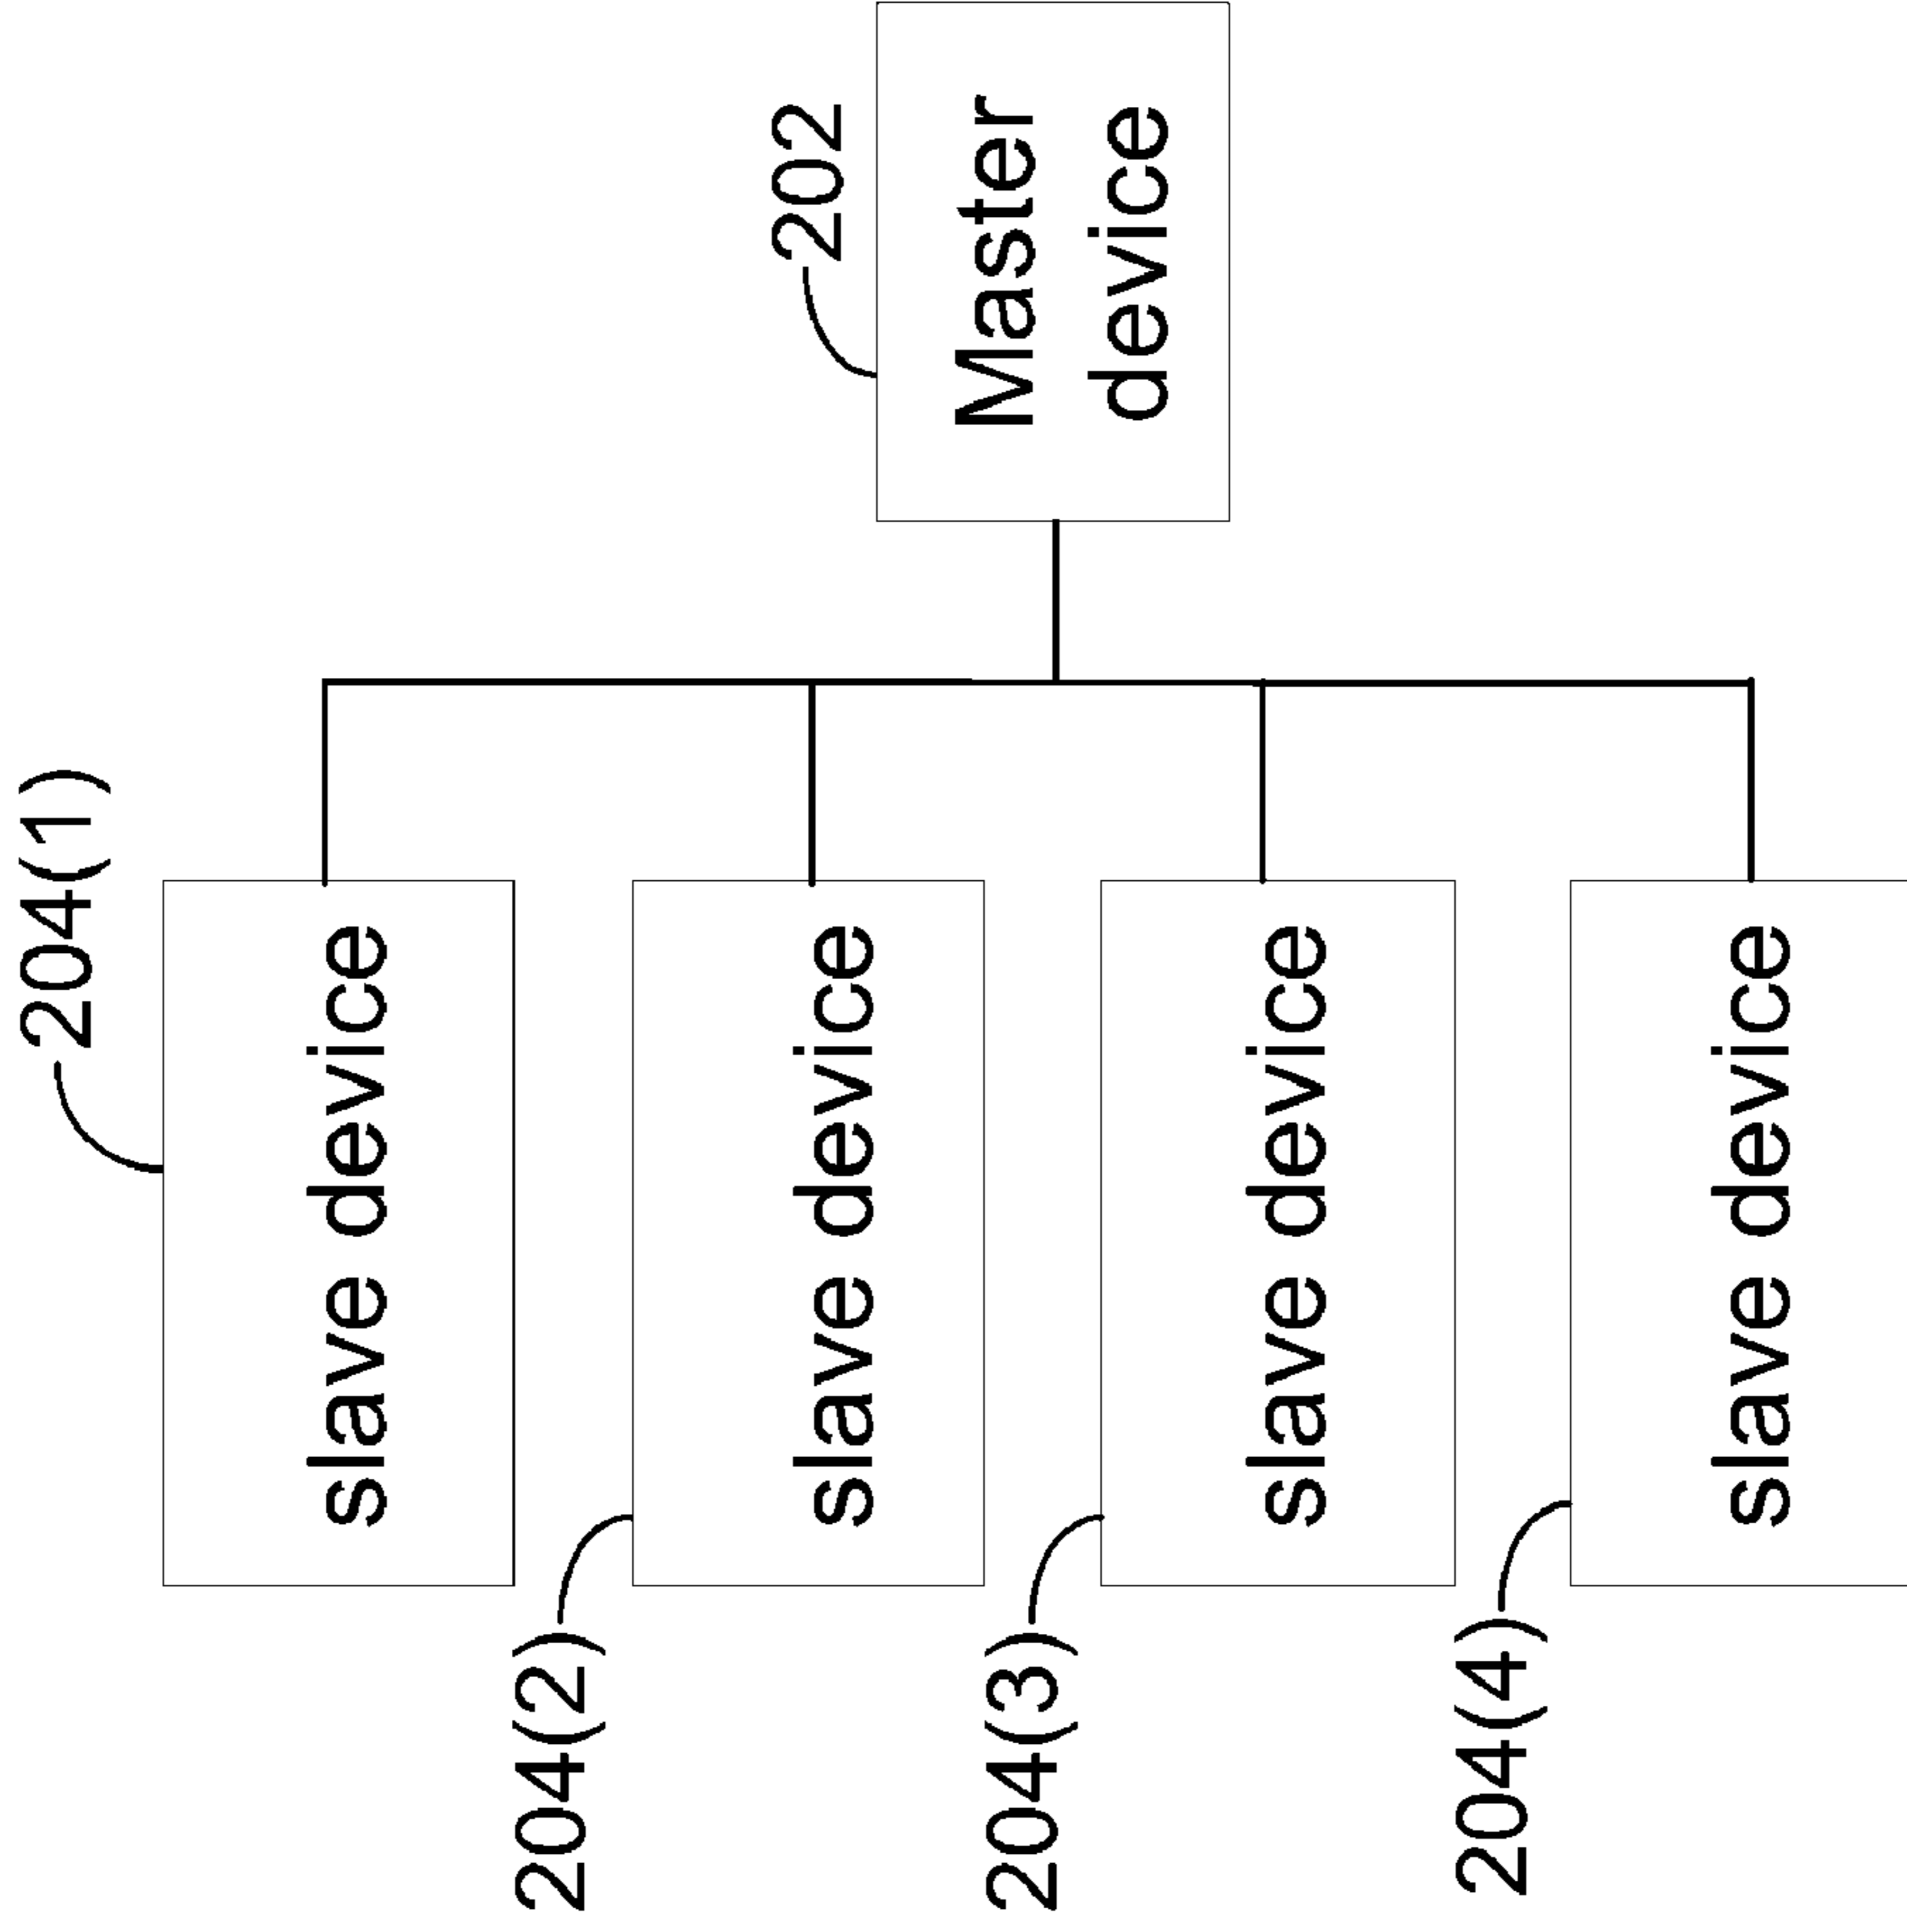 204(1)
slave device
204(2)
slave device
202
Master
device
204(3)
slave device
204(4)
slave device